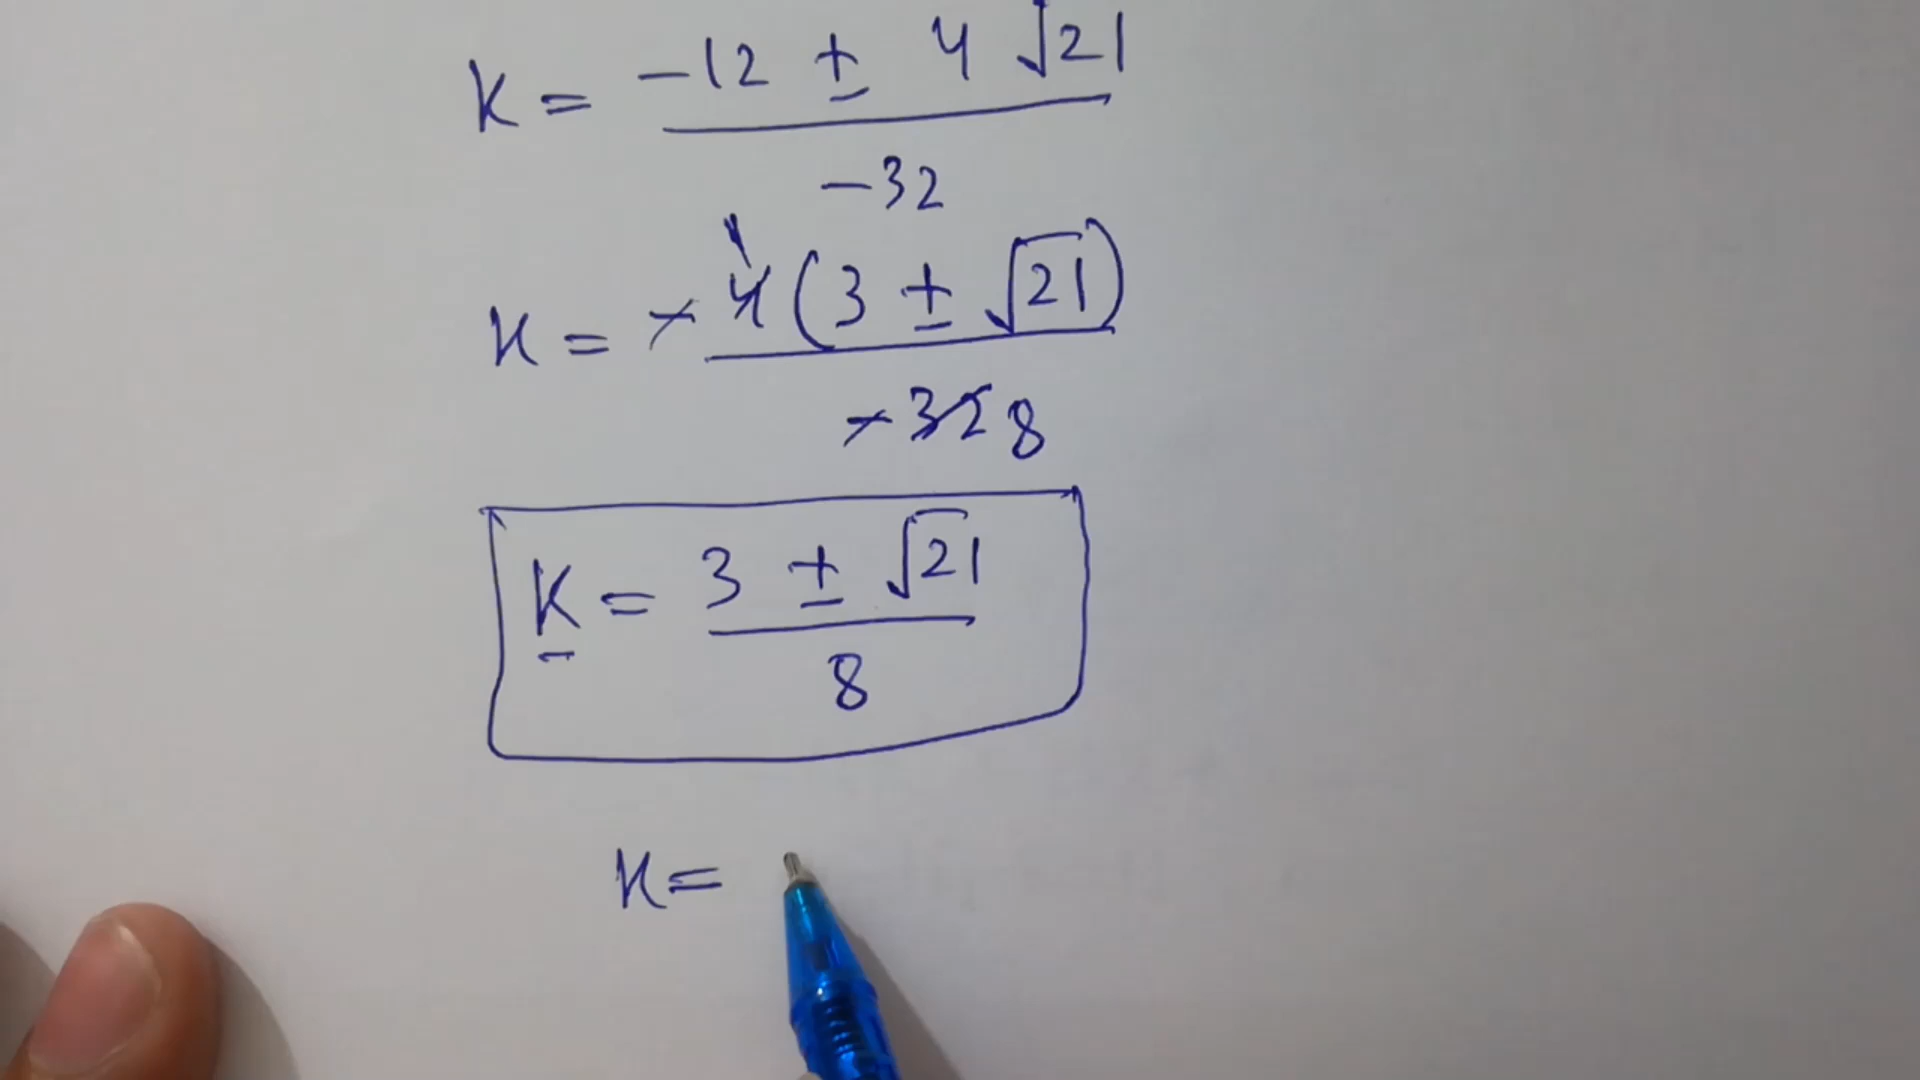 K = -12 ± 4 √21
-32
K = -4 (3 ± √21)
-32 8
K = 3 ± √21
8
K =